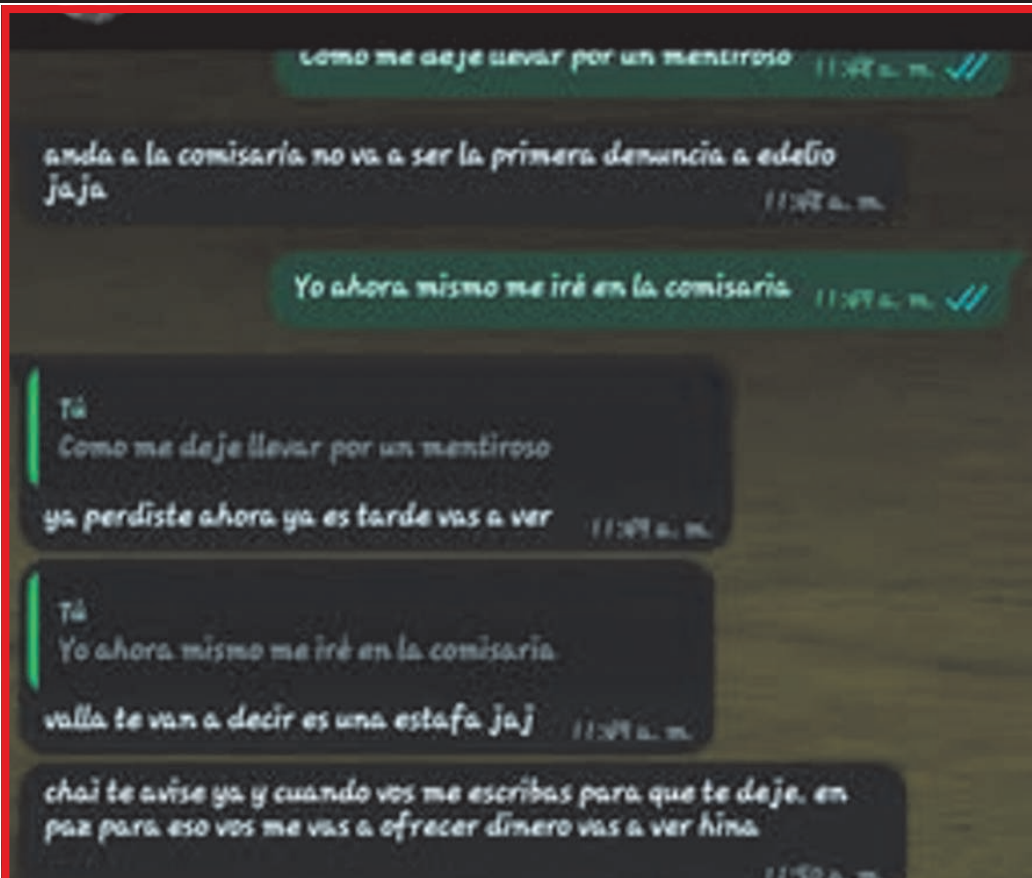 Como me deje llevar por un mentiroso
anda a la comisaría no va a ser la primera denuncia a edelio
jaja
Yo ahora mismo me iré en la comisaria
Tú
Como me deje llevar por un mentiroso
ya perdiste ahora ya es tarde vas a ver
Tú
Yo ahora mismo me iré en la comisaria
valla te van a decir es una estafa jaj
chai te avise ya y cuando vos me escribas para que te deje. en
paz para eso vos me vas a ofrecer dinero vas a ver hina